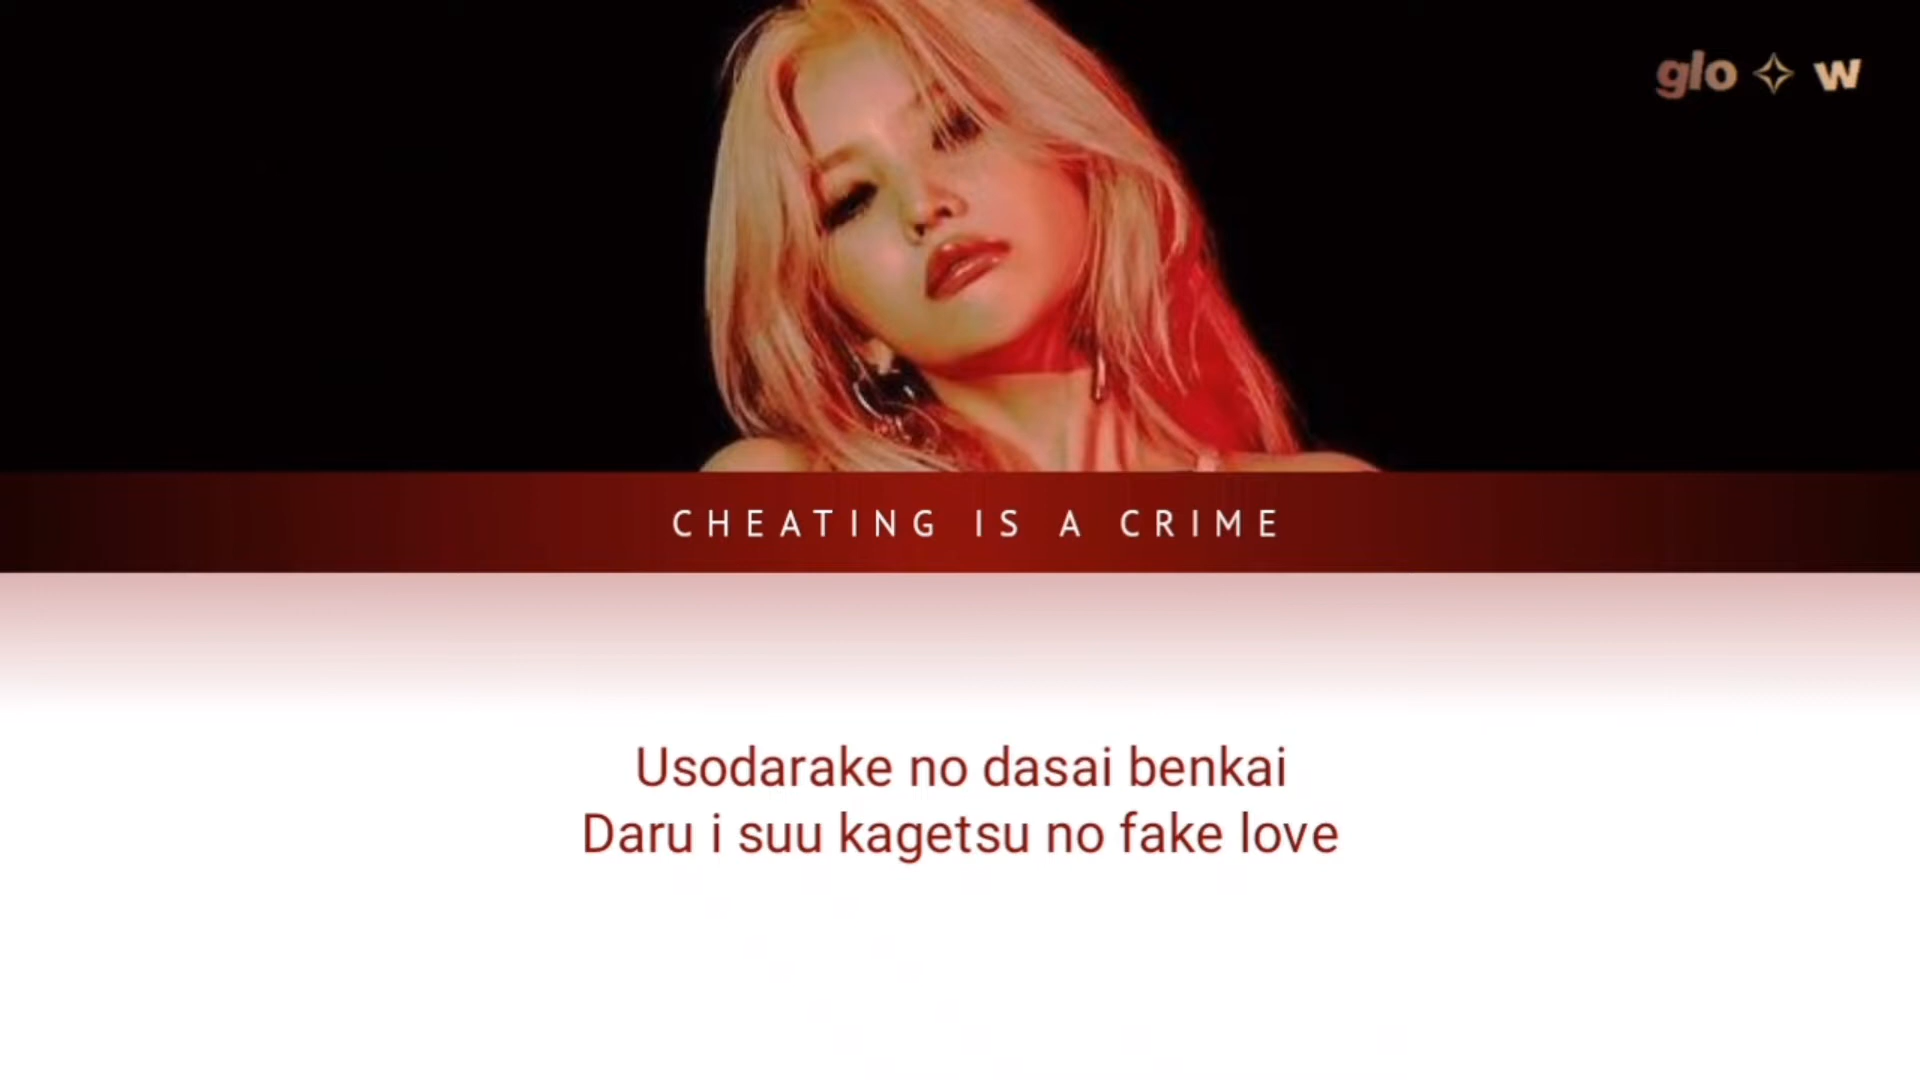 glo✧w
CHEATING IS A CRIME
Usodarake no dasai benkai
Daru i suu kagetsu no fake love